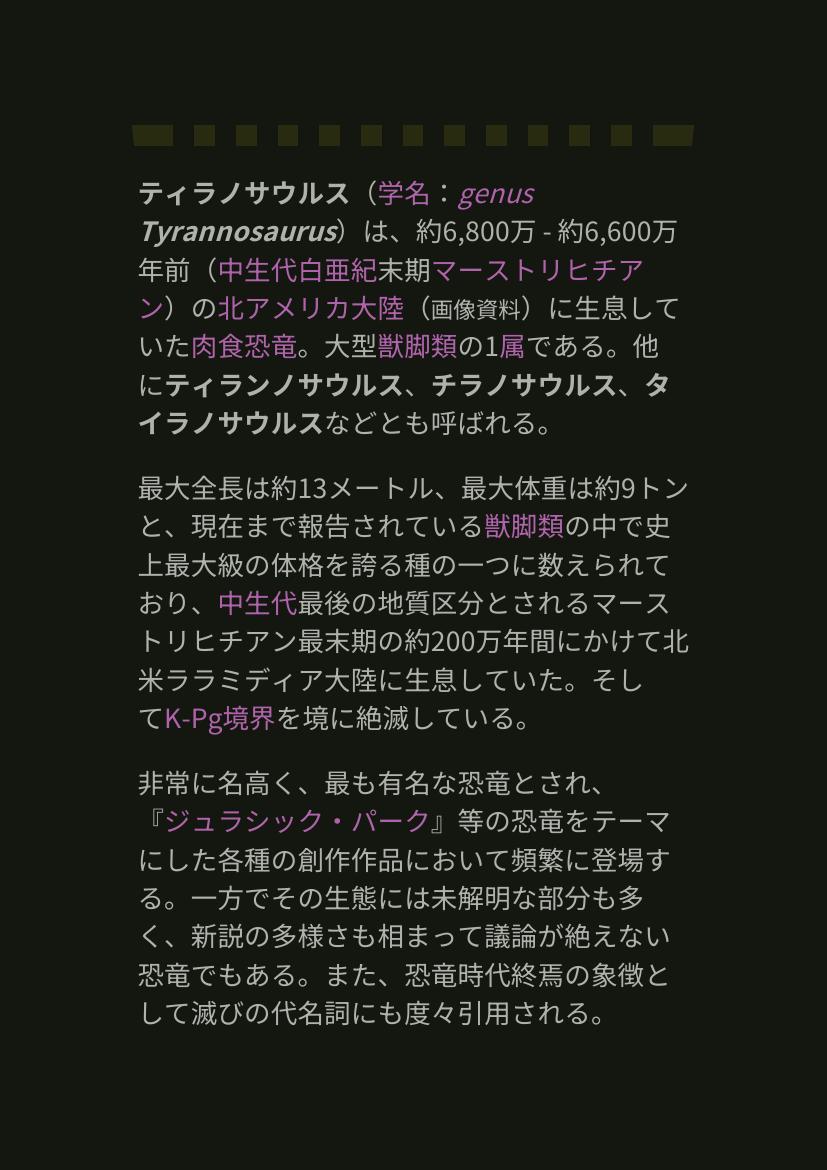 ティラノサウルス（学名：genus
Tyrannosaurus）は、約6,800万 - 約6,600万
年前（中生代白亜紀末期マーストリヒチア
ン）の北アメリカ大陸（画像資料）に生息して
いた肉食恐竜。大型獣脚類の1属である。他
にティランノサウルス、チラノサウルス、タ
イラノサウルスなどとも呼ばれる。
最大全長は約13メートル、最大体重は約9トン
と、現在まで報告されている獣脚類の中で史
上最大級の体格を誇る種の一つに数えられて
おり、中生代最後の地質区分とされるマース
トリヒチアン最末期の約200万年間にかけて北
米ララミディア大陸に生息していた。そし
てK-Pg境界を境に絶滅している。
非常に名高く、最も有名な恐竜とされ、
『ジュラシック・パーク』等の恐竜をテーマ
にした各種の創作作品において頻繁に登場す
る。一方でその生態には未解明な部分も多
く、新説の多様さも相まって議論が絶えない
恐竜でもある。また、恐竜時代終焉の象徴と
して滅びの代名詞にも度々引用される。